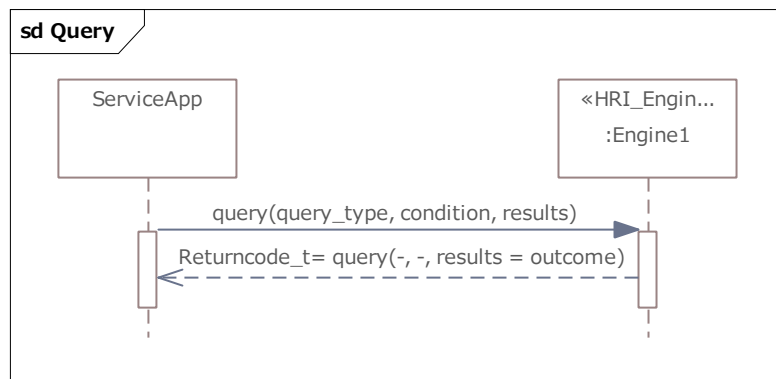 sd Query
ServiceApp
«HRI_Engin...
:Engine1
query(query_type, condition, results)
Returncode_t= query(-, -, results = outcome)